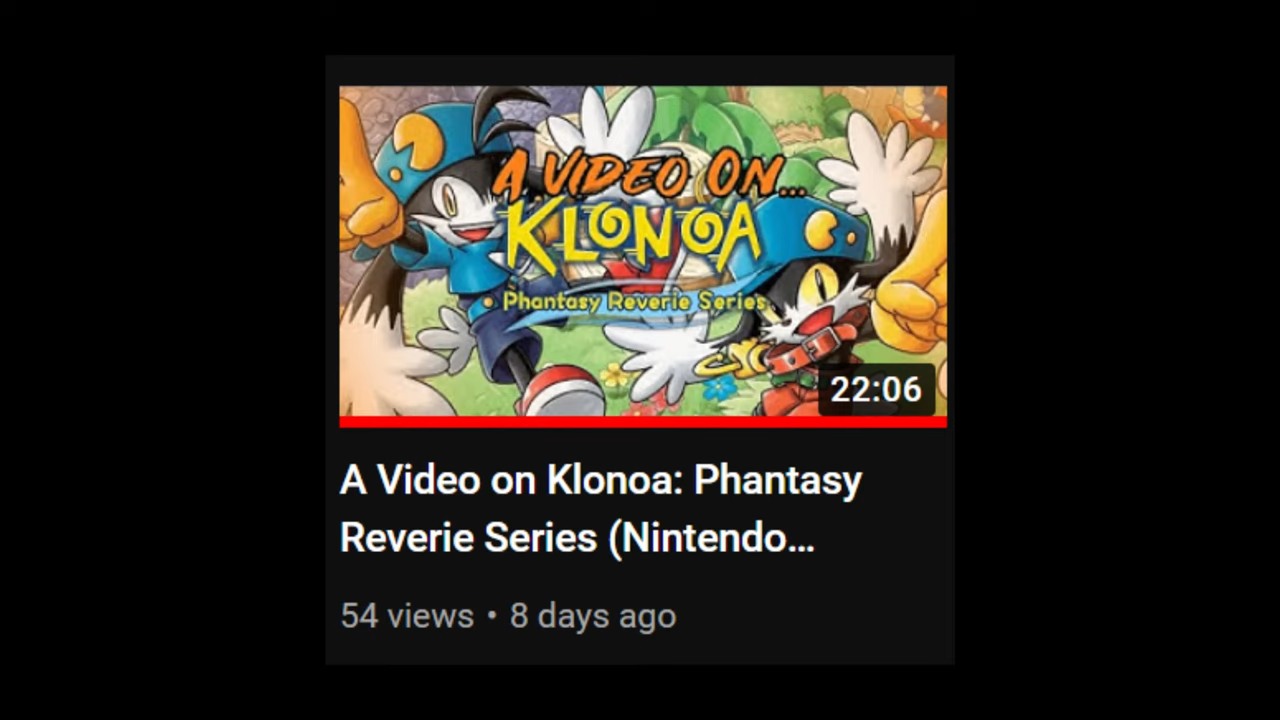 A VIDEO ON...
KLONOA
Phantasy Reverie Series
22:06
A Video on Klonoa: Phantasy
Reverie Series (Nintendo...
54 views • 8 days ago